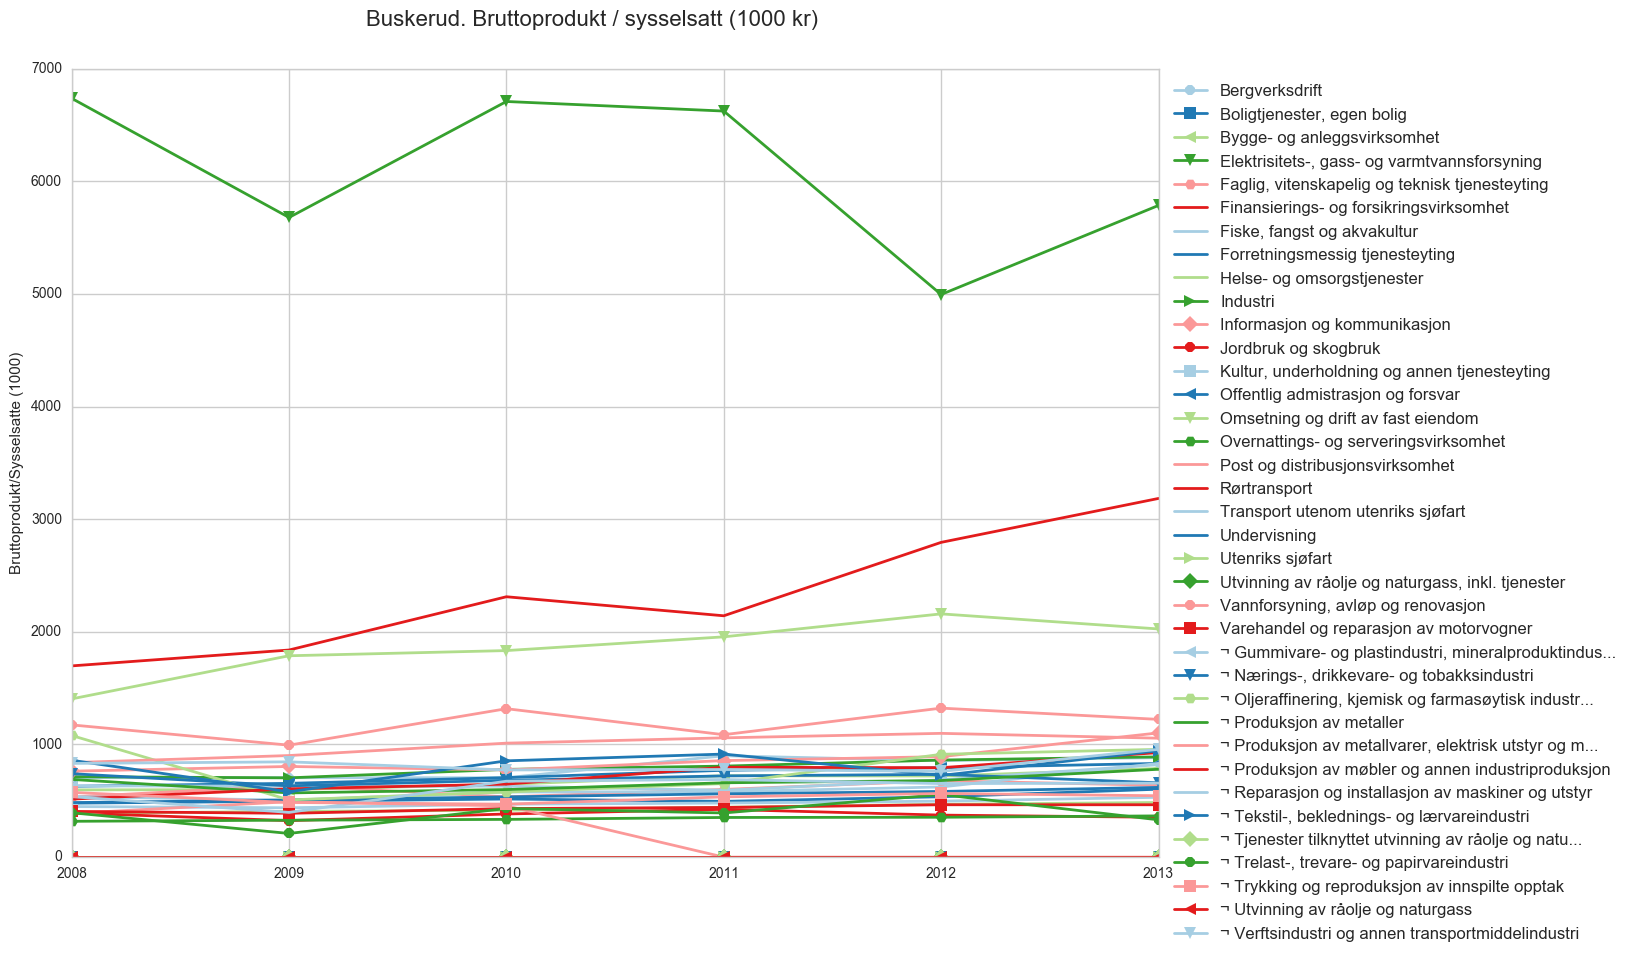 Buskerud. Bruttoprodukt / sysselsatt (1000 kr)
Bruttoprodukt/Sysselsatte (1000)
7000
6000
5000
4000
3000
2000
1000
0
2008 2009 2010 2011 2012 2013
Bergverksdrift
Boligtjenester, egen bolig
Bygge- og anleggsvirksomhet
Elektrisitets-, gass- og varmtvannsforsyning
Faglig, vitenskapelig og teknisk tjenesteyting
Finansierings- og forsikringsvirksomhet
Fiske, fangst og akvakultur
Forretningsmessig tjenesteyting
Helse- og omsorgstjenester
Industri
Informasjon og kommunikasjon
Jordbruk og skogbruk
Kultur, underholdning og annen tjenesteyting
Offentlig admistrasjon og forsvar
Omsetning og drift av fast eiendom
Overnattings- og serveringsvirksomhet
Post og distribusjonsvirksomhet
Rørtransport
Transport utenom utenriks sjøfart
Undervisning
Utenriks sjøfart
Utvinning av råolje og naturgass, inkl. tjenester
Vannforsyning, avløp og renovasjon
Varehandel og reparasjon av motorvogner
¬ Gummivare- og plastindustri, mineralproduktindus...
¬ Nærings-, drikkevare- og tobakksindustri
¬ Oljeraffinering, kjemisk og farmasøytisk industr...
¬ Produksjon av metaller
¬ Produksjon av metallvarer, elektrisk utstyr og m...
¬ Produksjon av møbler og annen industriproduksjon
¬ Reparasjon og installasjon av maskiner og utstyr
¬ Tekstil-, beklednings- og lærvareindustri
¬ Tjenester tilknyttet utvinning av råolje og natu...
¬ Trelast-, trevare- og papirvareindustri
¬ Trykking og reproduksjon av innspilte opptak
¬ Utvinning av råolje og naturgass
¬ Verftsindustri og annen transportmiddelindustri